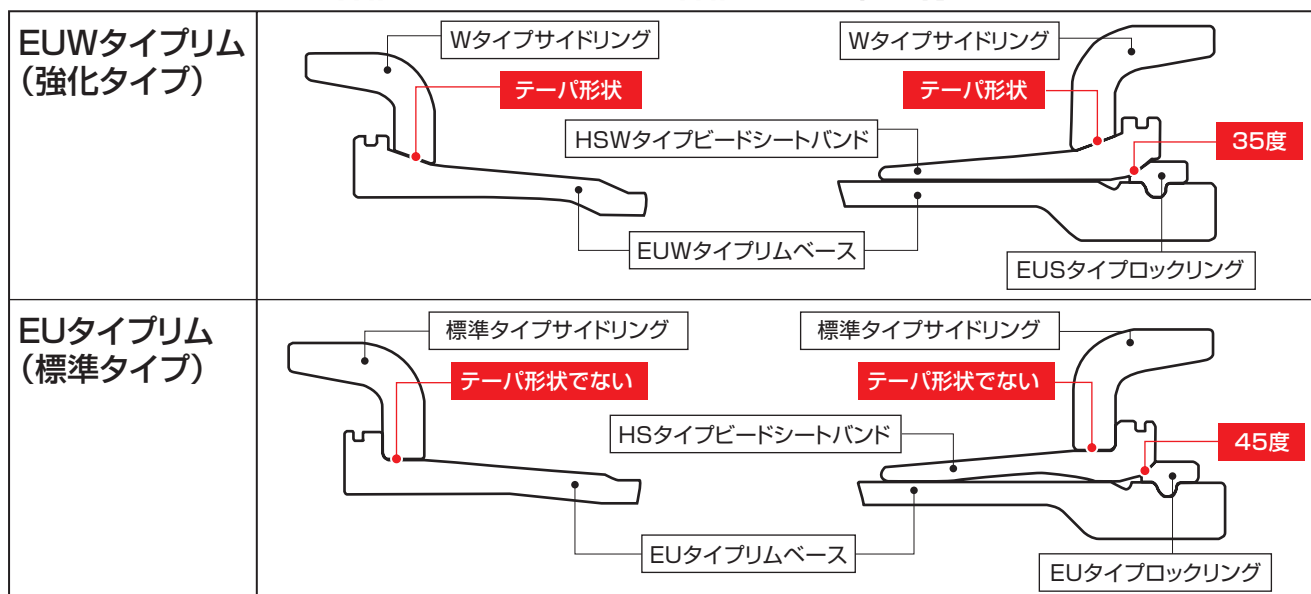 EUWタイプリム
（強化タイプ）
Wタイプサイドリング
Wタイプサイドリング
テーパ形状
テーパ形状
HSWタイプビードシートバンド
35度
EUWタイプリムベース
EUSタイプロックリング
EUタイプリム
（標準タイプ）
標準タイプサイドリング
標準タイプサイドリング
テーパ形状でない
テーパ形状でない
HSタイプビードシートバンド
45度
EUタイプリムベース
EUタイプロックリング